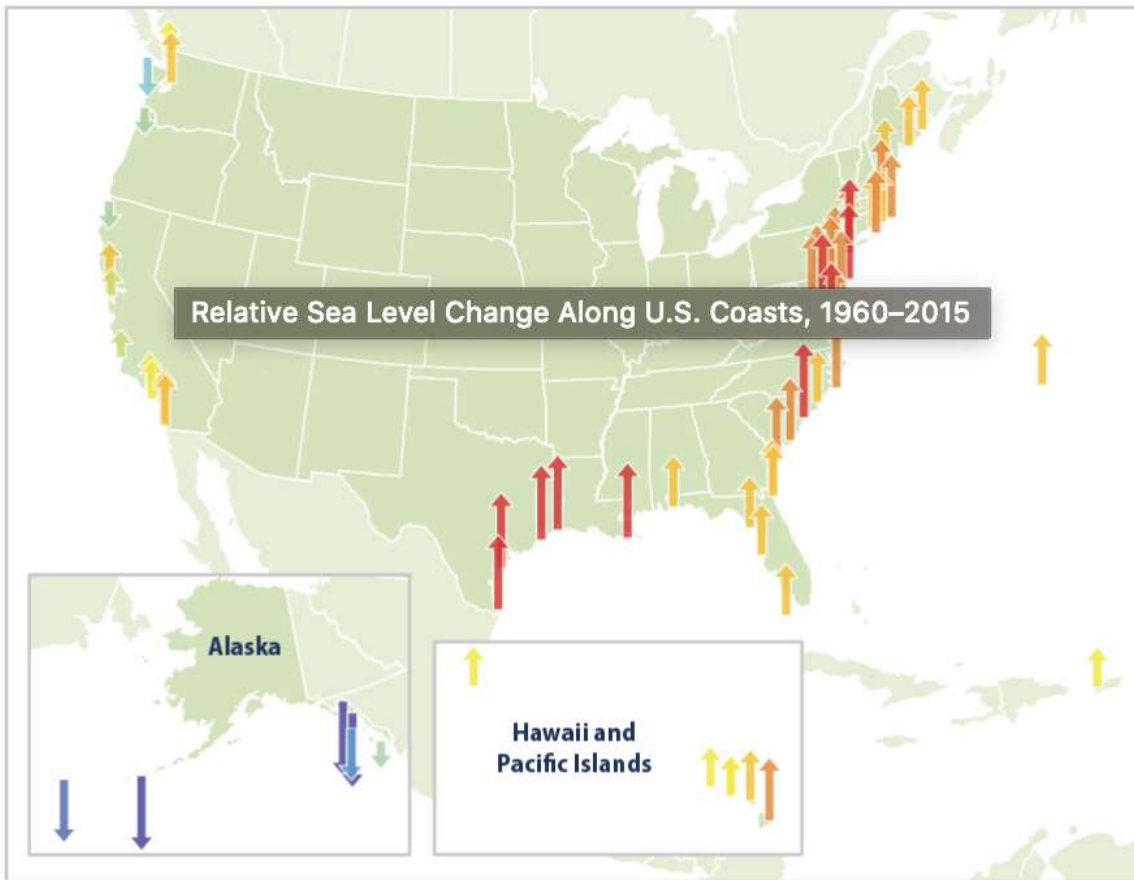 Relative Sea Level Change Along U.S. Coasts, 1960–2015
Alaska
Hawaii and
Pacific Islands